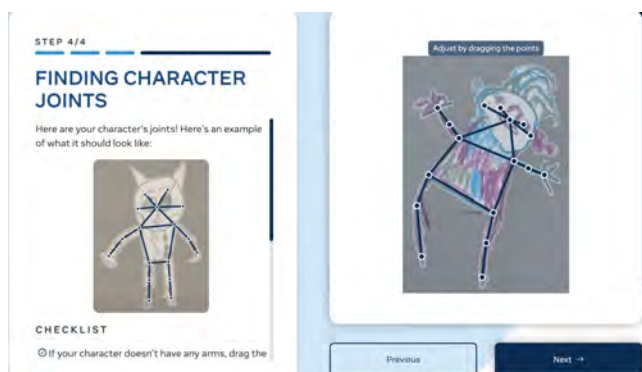 STEP 4/4
FINDING CHARACTER
JOINTS
Here are your character's joints! Here's an example
of what it should look like:
CHECKLIST
If your character doesn't have any arms, drag the
Adjust by dragging the points
Previous
Next →